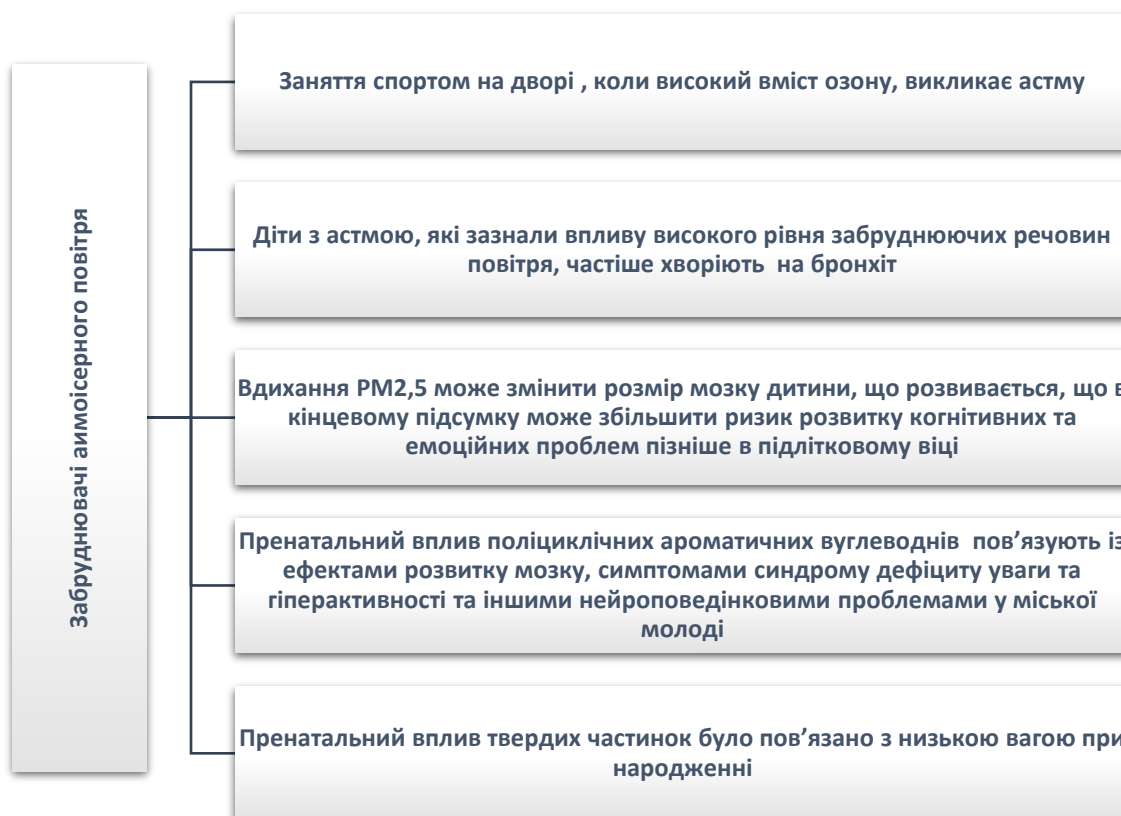 Забруднювачі аимоісерного повітря
Заняття спортом на дворі , коли високий вміст озону, викликає астму
Діти з астмою, які зазнали впливу високого рівня забруднюючих речовин
повітря, частіше хворіють на бронхіт
Вдихання PM2,5 може змінити розмір мозку дитини, що розвивається, що в
кінцевому підсумку може збільшити ризик розвитку когнітивних та
емоційних проблем пізніше в підлітковому віці
Пренатальний вплив поліциклічних ароматичних вуглеводнів пов’язують із
ефектами розвитку мозку, симптомами синдрому дефіциту уваги та
гіперактивності та іншими нейроповедінковими проблемами у міської
молоді
Пренатальний вплив твердих частинок було пов’язано з низькою вагою при
народженні